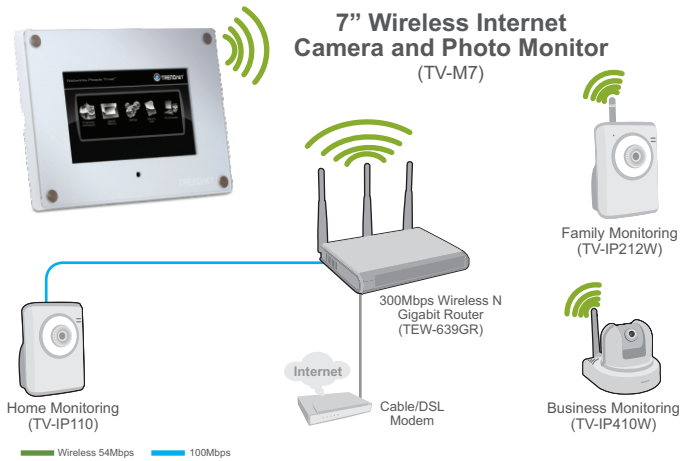 7” Wireless Internet
Camera and Photo Monitor
(TV-M7)
TRENDNET
Family Monitoring
(TV-IP212W)
300Mbps Wireless N
Gigabit Router
(TEW-639GR)
Internet
Home Monitoring
(TV-IP110)
Cable/DSL
Modem
Business Monitoring
(TV-IP410W)
Wireless 54Mbps
100Mbps